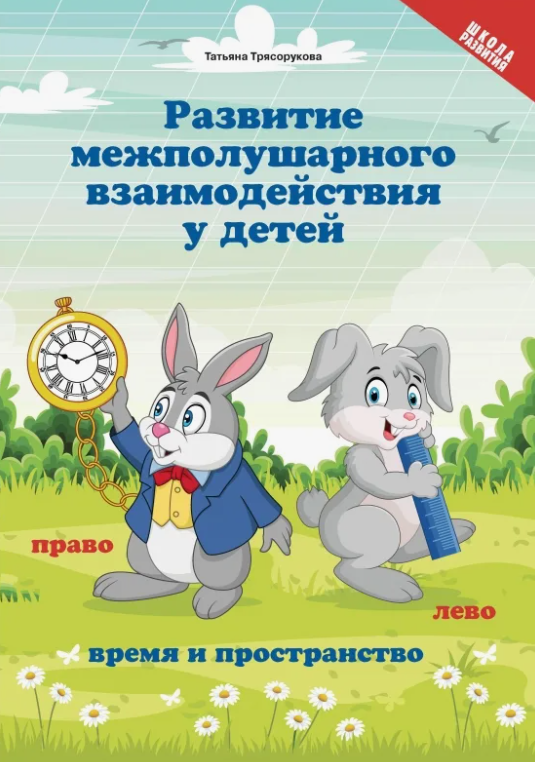 Татьяна Трясорукова
ШКОЛА
РАЗВИТИЯ
Развитие
межполушарного
взаимодействия
у детей
право
лево
время и пространство